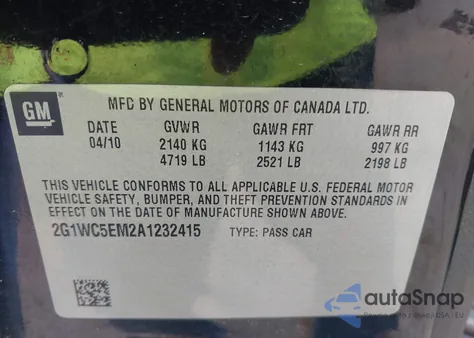 GM
MFD BY GENERAL MOTORS OF CANADA LTD.
DATE GVWR GAWR FRT GAWR RR
04/10 2140 KG 1143 KG 997 KG
4719 LB 2521 LB 2198 LB
THIS VEHICLE CONFORMS TO ALL APPLICABLE U.S. FEDERAL MOTOR
VEHICLE SAFETY, BUMPER, AND THEFT PREVENTION STANDARDS IN
EFFECT ON THE DATE OF MANUFACTURE SHOWN ABOVE.
2G1WC5EM2A1232415 TYPE: PASS CAR
autoSnap
USA | EU